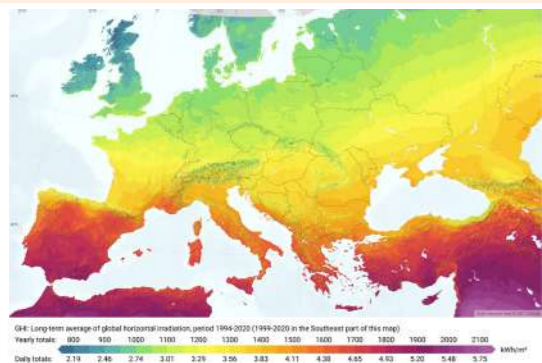 GHI: Long-term average of global horizontal irradiation, period 1994-2020 (1999-2020 in the Southeast part of this map)
Yearly totals: 800 900 1000 1100 1200 1300 1400 1500 1600 1700 1800 1900 2000 2100
kWh/m²
Daily totals: 2.19 2.46 2.74 3.01 3.29 3.56 3.83 4.11 4.38 4.65 4.93 5.20 5.48 5.75